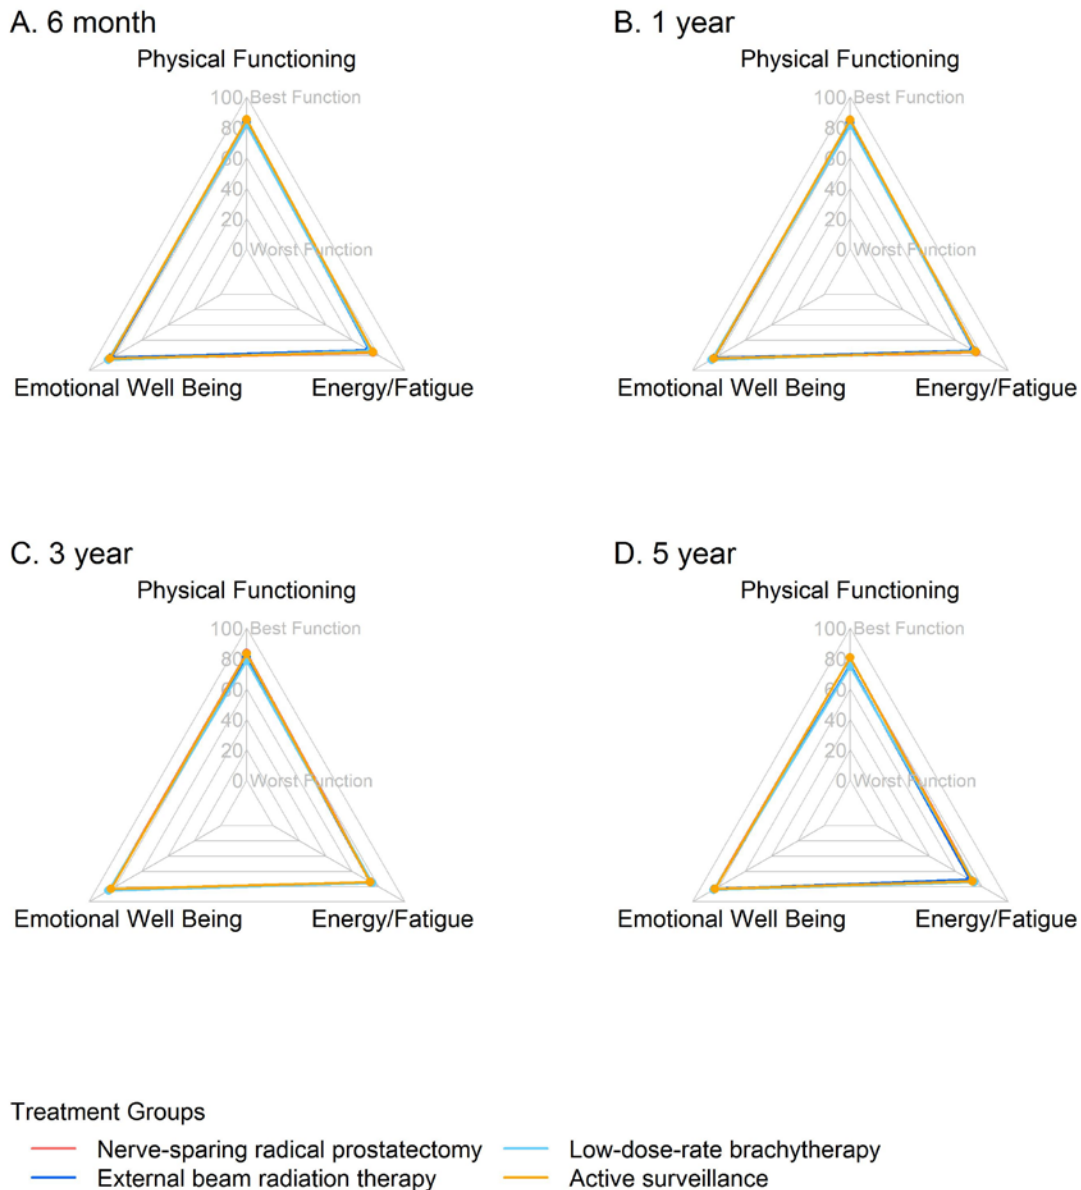 A. 6 month
Physical Functioning
100 Best Function
80
60
40
20
0 Worst Function
Emotional Well Being Energy/Fatigue
B. 1 year
Physical Functioning
100 Best Function
80
60
40
20
0 Worst Function
Emotional Well Being Energy/Fatigue
C. 3 year
Physical Functioning
100 Best Function
80
60
40
20
0 Worst Function
Emotional Well Being Energy/Fatigue
D. 5 year
Physical Functioning
100 Best Function
80
60
40
20
0 Worst Function
Emotional Well Being Energy/Fatigue
Treatment Groups
Nerve-sparing radical prostatectomy Low-dose-rate brachytherapy
External beam radiation therapy Active surveillance